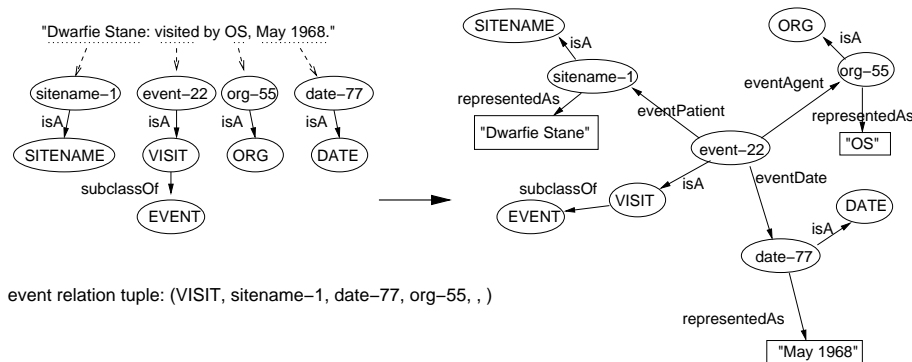 "Dwarfie Stane: visited by OS, May 1968."
sitename−1
event−22
org−55
date−77
isA
isA
isA
isA
SITENAME
VISIT
ORG
DATE
subclassOf
EVENT
event relation tuple: (VISIT, sitename−1, date−77, org−55, , )
SITENAME
isA
sitename−1
representedAs
"Dwarfie Stane"
eventPatient
ORG
isA
org−55
eventAgent
representedAs
"OS"
event−22
isA
eventDate
subclassOf
VISIT
EVENT
DATE
isA
date−77
representedAs
"May 1968"